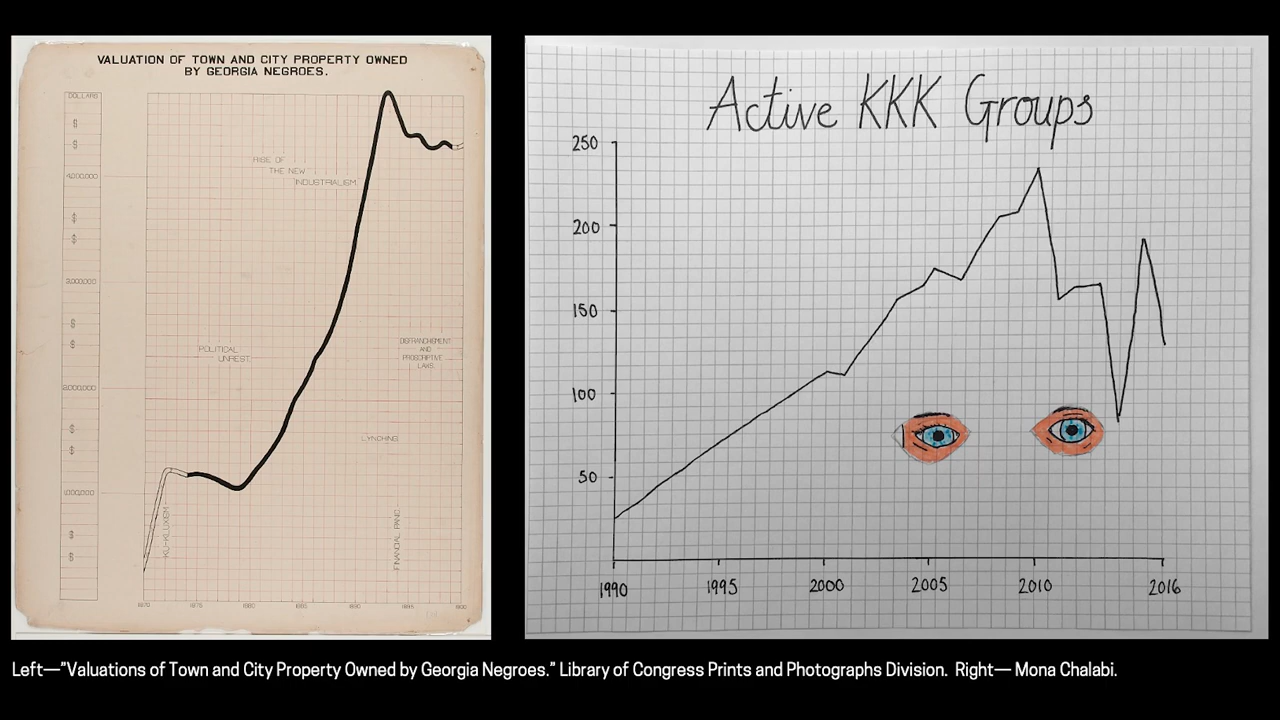 VALUATION OF TOWN AND CITY PROPERTY OWNED
BY GEORGIA NEGROES.
DOLLARS
$
$
4,000,000
$
$
3,000,000
$
$
2,000,000
$
$
1,000,000
$
$
RISE OF
THE NEW
INDUSTRIALISM.
POLITICAL
UNREST.
DISFRANCHISEMENT
AND
PROSCRIPTIVE
LAWS.
LYNCHING.
KU-KLUXISM.
FINANCIAL PANIC.
1870 1875 1880 1885 1890 1895 1900
Active KKK Groups
250
200
150
100
50
1990 1995 2000 2005 2010 2016
Left—"Valuations of Town and City Property Owned by Georgia Negroes." Library of Congress Prints and Photographs Division. Right— Mona Chalabi.